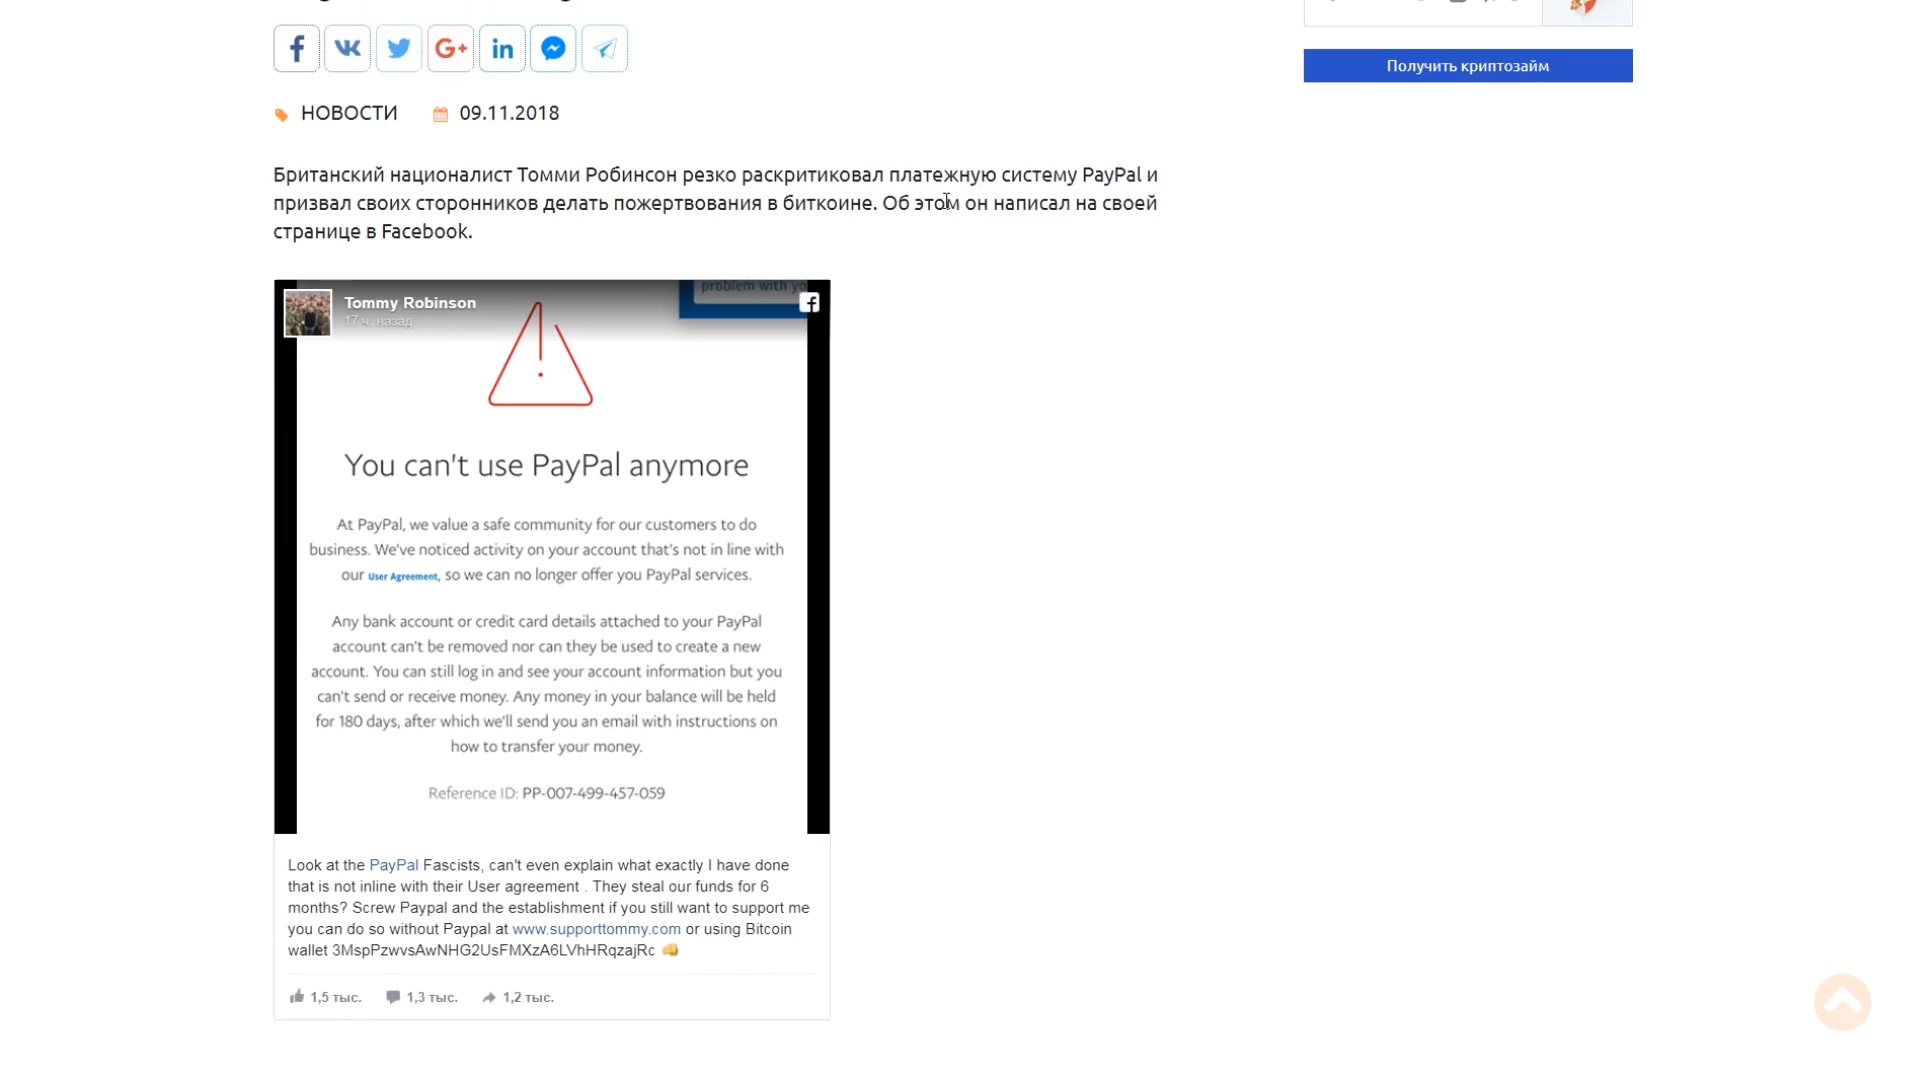 НОВОСТИ 09.11.2018
Получить криптозайм
Британский националист Томми Робинсон резко раскритиковал платежную систему PayPal и
призвал своих сторонников делать пожертвования в биткоине. Об этом он написал на своей
странице в Facebook.
problem with yo
Tommy Robinson
17 ч. назад
You can't use PayPal anymore
At PayPal, we value a safe community for our customers to do
business. We've noticed activity on your account that's not in line with
our User Agreement, so we can no longer offer you PayPal services.
Any bank account or credit card details attached to your PayPal
account can't be removed nor can they be used to create a new
account. You can still log in and see your account information but you
can't send or receive money. Any money in your balance will be held
for 180 days, after which we'll send you an email with instructions on
how to transfer your money.
Reference ID: PP-007-499-457-059
Look at the PayPal Fascists, can't even explain what exactly I have done
that is not inline with their User agreement . They steal our funds for 6
months? Screw Paypal and the establishment if you still want to support me
you can do so without Paypal at www.supporttommy.com or using Bitcoin
wallet 3MspPzwvsAwNHG2UsFMXzA6LVhHRqzajRc 👊
1,5 тыс. 1,3 тыс. 1,2 тыс.